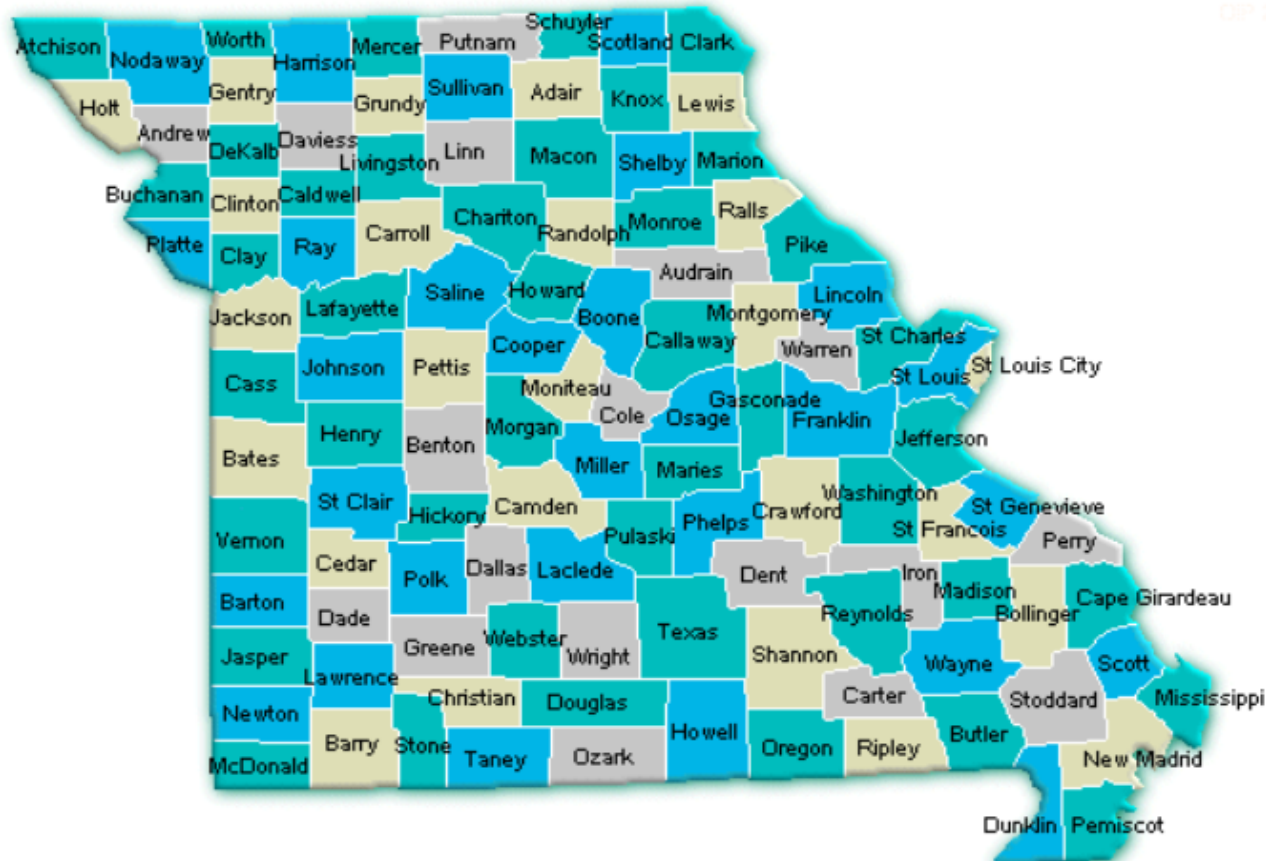 Schuyler
Atchison
Nodaway
Worth
Harrison
Mercer
Putnam
Scotland
Clark
Holt
Gentry
Grundy
Sullivan
Adair
Knox
Lewis
Andrew
DeKalb
Daviess
Livingston
Linn
Macon
Shelby
Marion
Buchanan
Clinton
Caldwell
Carroll
Chariton
Randolph
Monroe
Ralls
Platte
Clay
Ray
Pike
Audrain
Jackson
Lafayette
Saline
Howard
Boone
Callaway
Montgomery
Lincoln
Cooper
Warren
St Charles
Cass
Johnson
Pettis
Moniteau
St Louis
St Louis City
Henry
Benton
Morgan
Cole
Osage
Gasconade
Franklin
Jefferson
Bates
Miller
Maries
St Clair
Hickory
Camden
Pulaski
Phelps
Crawford
Washington
St Francois
St Genevieve
Perry
Vernon
Cedar
Polk
Dallas
Laclede
Dent
Iron
Madison
Bollinger
Cape Girardeau
Barton
Dade
Greene
Webster
Wright
Texas
Shannon
Reynolds
Wayne
Scott
Jasper
Lawrence
Christian
Douglas
Carter
Stoddard
Mississippi
Newton
Barry
Stone
Taney
Ozark
Howell
Oregon
Ripley
Butler
New Madrid
McDonald
Dunklin
Pemiscot